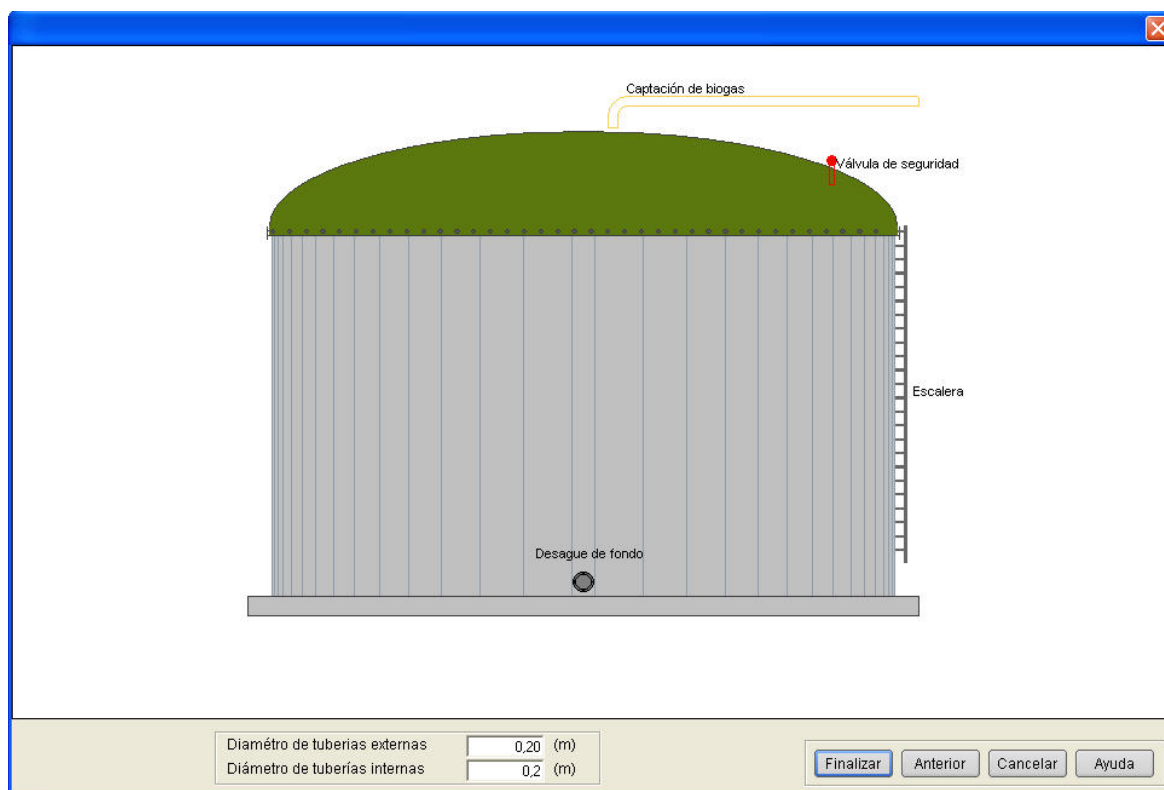 Captación de biogas
Válvula de seguridad
Escalera
Desague de fondo
Diamétro de tuberias externas 0,20 (m)
Diámetro de tuberías internas 0,2 (m)
Finalizar Anterior Cancelar Ayuda